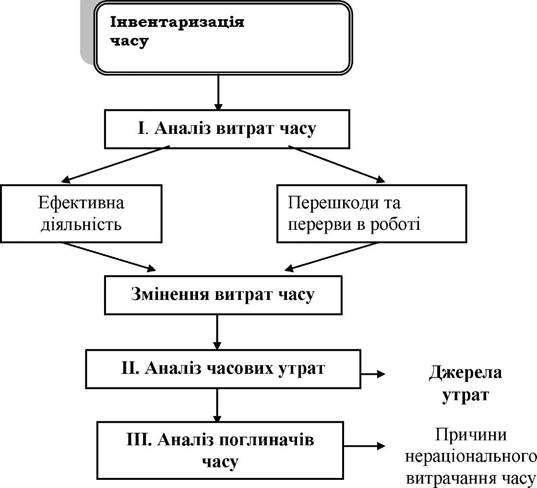 Інвентаризація
часу
І. Аналіз витрат часу
Ефективна
діяльність
Перешкоди та
перерви в роботі
Змінення витрат часу
ІІ. Аналіз часових утрат
Джерела
утрат
ІІІ. Аналіз поглиначів
часу
Причини
нераціонального
витрачання часу